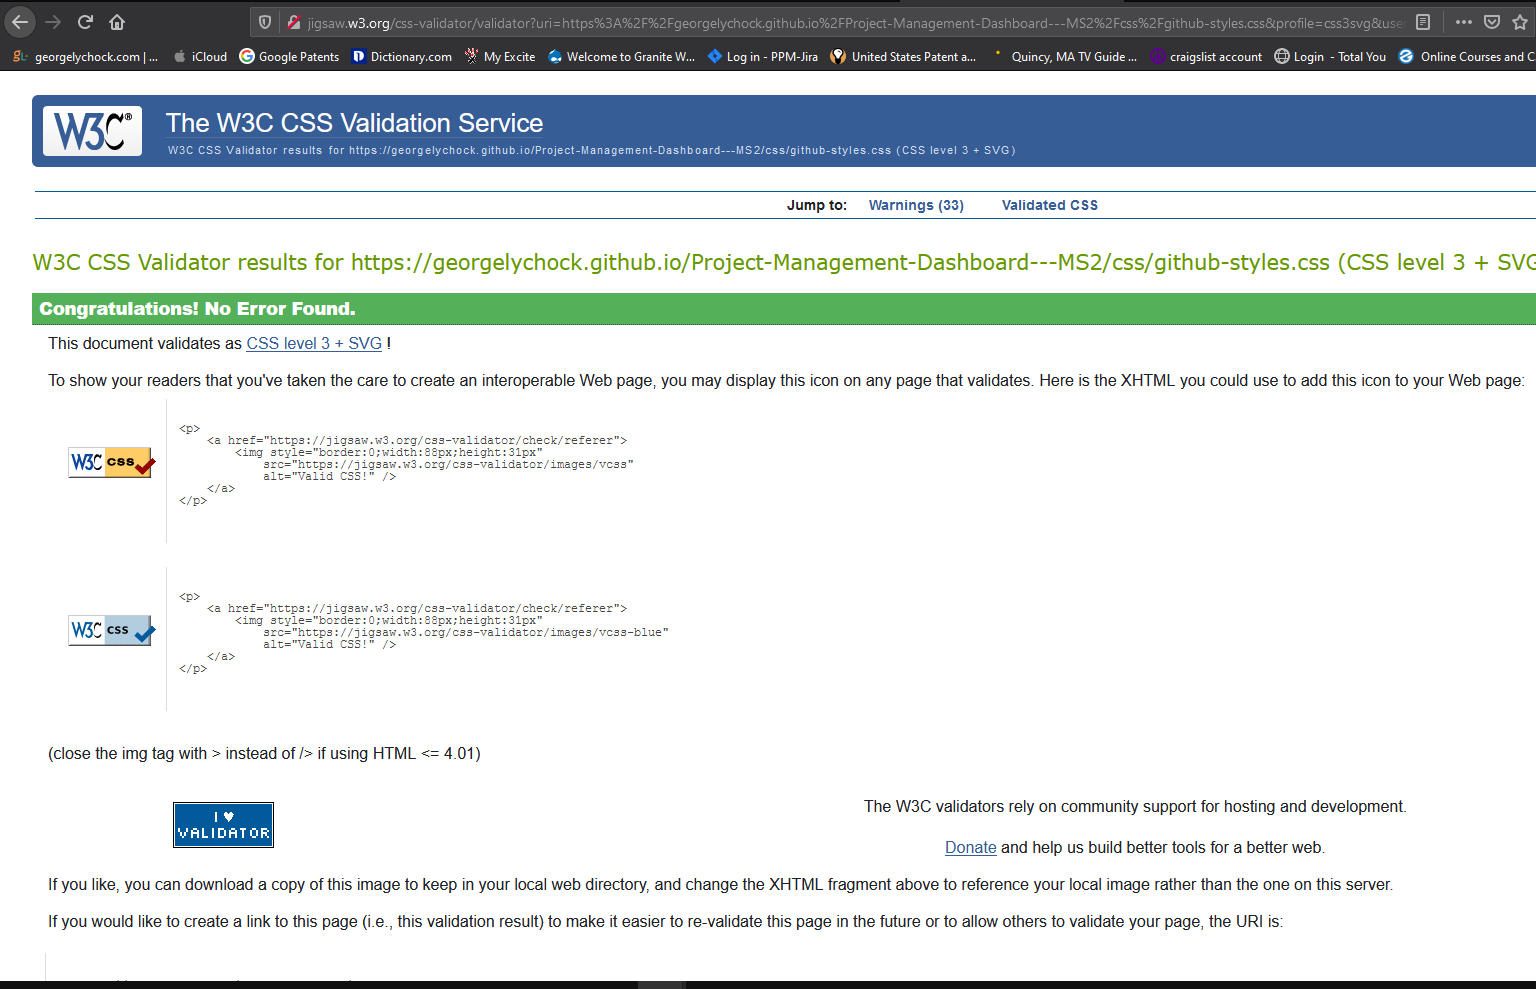 jigsaw.w3.org/css-validator/validator?uri=https%3A%2F%2Fgeorgelychock.github.io%2FProject-Management-Dashboard---MS2%2Fcss%2Fgithub-styles.css&profile=css3svg&use
georgelychock.com | ... iCloud Google Patents Dictionary.com My Excite Welcome to Granite W... Log in - PPM-Jira United States Patent a... Quincy, MA TV Guide ... craigslist account Login - Total You Online Courses and C
W3C® The W3C CSS Validation Service
W3C CSS Validator results for https://georgelychock.github.io/Project-Management-Dashboard---MS2/css/github-styles.css (CSS level 3 + SVG)
Jump to: Warnings (33) Validated CSS
W3C CSS Validator results for https://georgelychock.github.io/Project-Management-Dashboard---MS2/css/github-styles.css (CSS level 3 + SVG
Congratulations! No Error Found.
This document validates as CSS level 3 + SVG !
To show your readers that you've taken the care to create an interoperable Web page, you may display this icon on any page that validates. Here is the XHTML you could use to add this icon to your Web page:
<p>
<a href="https://jigsaw.w3.org/css-validator/check/referer">
W3C css <img style="border:0;width:88px;height:31px"
src="https://jigsaw.w3.org/css-validator/images/vcss"
alt="Valid CSS!" />
</a>
</p>
<p>
<a href="https://jigsaw.w3.org/css-validator/check/referer">
W3C css <img style="border:0;width:88px;height:31px"
src="https://jigsaw.w3.org/css-validator/images/vcss-blue"
alt="Valid CSS!" />
</a>
</p>
(close the img tag with > instead of /> if using HTML <= 4.01)
I ♥
VALIDATOR
The W3C validators rely on community support for hosting and development.
Donate and help us build better tools for a better web.
If you like, you can download a copy of this image to keep in your local web directory, and change the XHTML fragment above to reference your local image rather than the one on this server.
If you would like to create a link to this page (i.e., this validation result) to make it easier to re-validate this page in the future or to allow others to validate your page, the URI is: